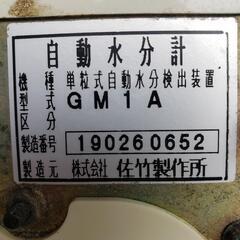 自動水分計
機種 単粒式自動水分検出装置
型式区分 GM1A
製造番号 190260652
製造元 株式会社 佐竹製作所